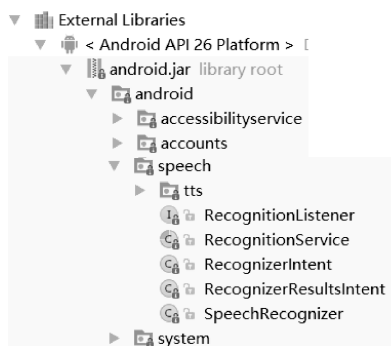 External Libraries
< Android API 26 Platform >
android.jar library root
android
accessibilityservice
accounts
speech
tts
I RecognitionListener
C RecognitionService
C RecognizerIntent
C RecognizerResultsIntent
C SpeechRecognizer
system